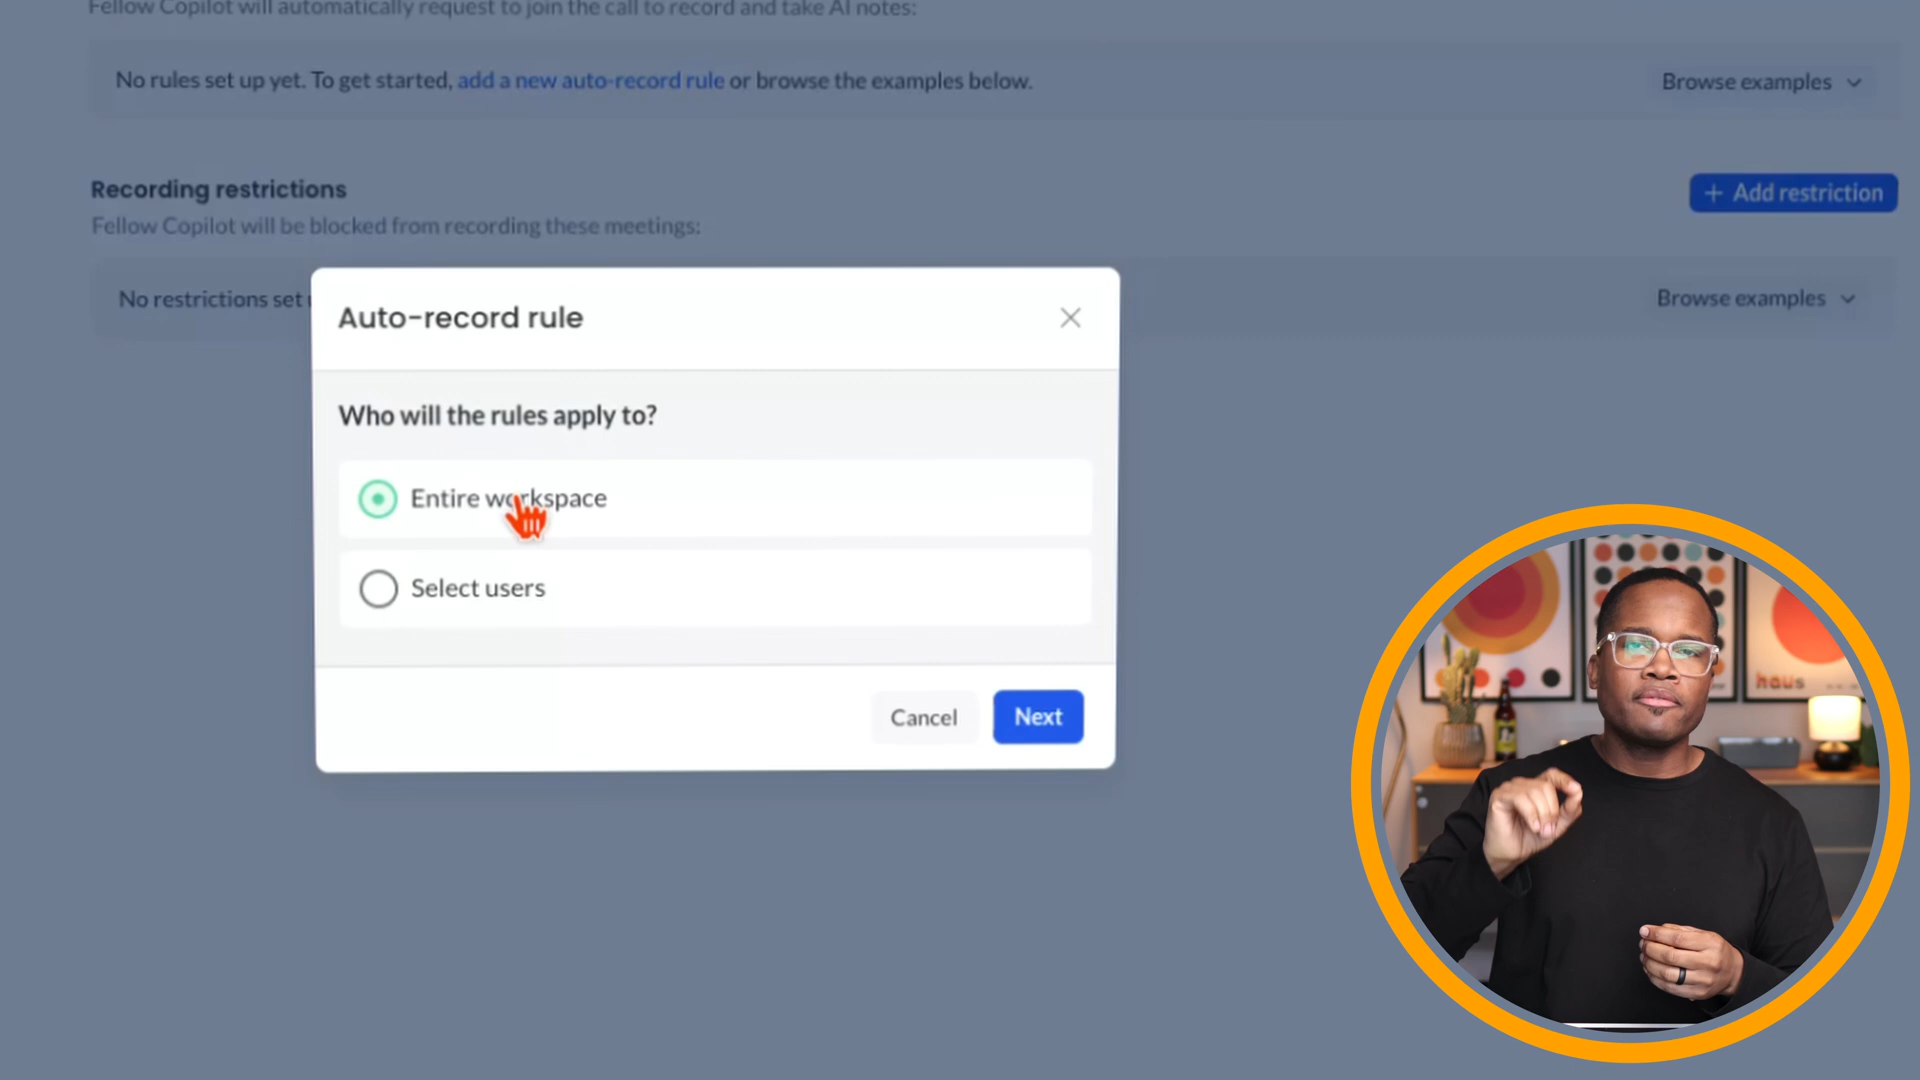 Fellow Copilot will automatically request to join the call to record and take AI notes:
No rules set up yet. To get started, add a new auto-record rule or browse the examples below.
Browse examples
Recording restrictions
+ Add restriction
Fellow Copilot will be blocked from recording these meetings:
No restrictions set
Browse examples
Auto-record rule
Who will the rules apply to?
Entire workspace
Select users
Cancel
Next
haus